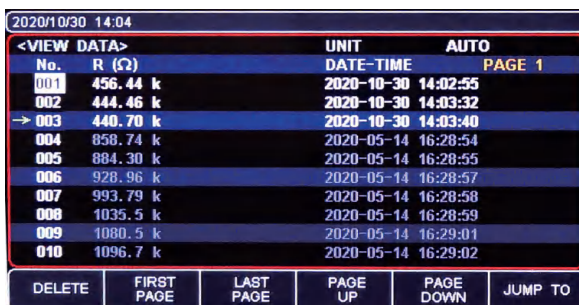 2020/10/30 14:04
<VIEW DATA> UNIT AUTO
No. R (Ω) DATE-TIME PAGE 1
001 456.44 k 2020-10-30 14:02:55
002 444.46 k 2020-10-30 14:03:32
→ 003 440.70 k 2020-10-30 14:03:40
004 858.74 k 2020-05-14 16:28:54
005 884.30 k 2020-05-14 16:28:55
006 928.96 k 2020-05-14 16:28:57
007 993.79 k 2020-05-14 16:28:58
008 1035.5 k 2020-05-14 16:28:59
009 1080.5 k 2020-05-14 16:29:01
010 1096.7 k 2020-05-14 16:29:02
DELETE FIRST PAGE LAST PAGE PAGE UP PAGE DOWN JUMP TO